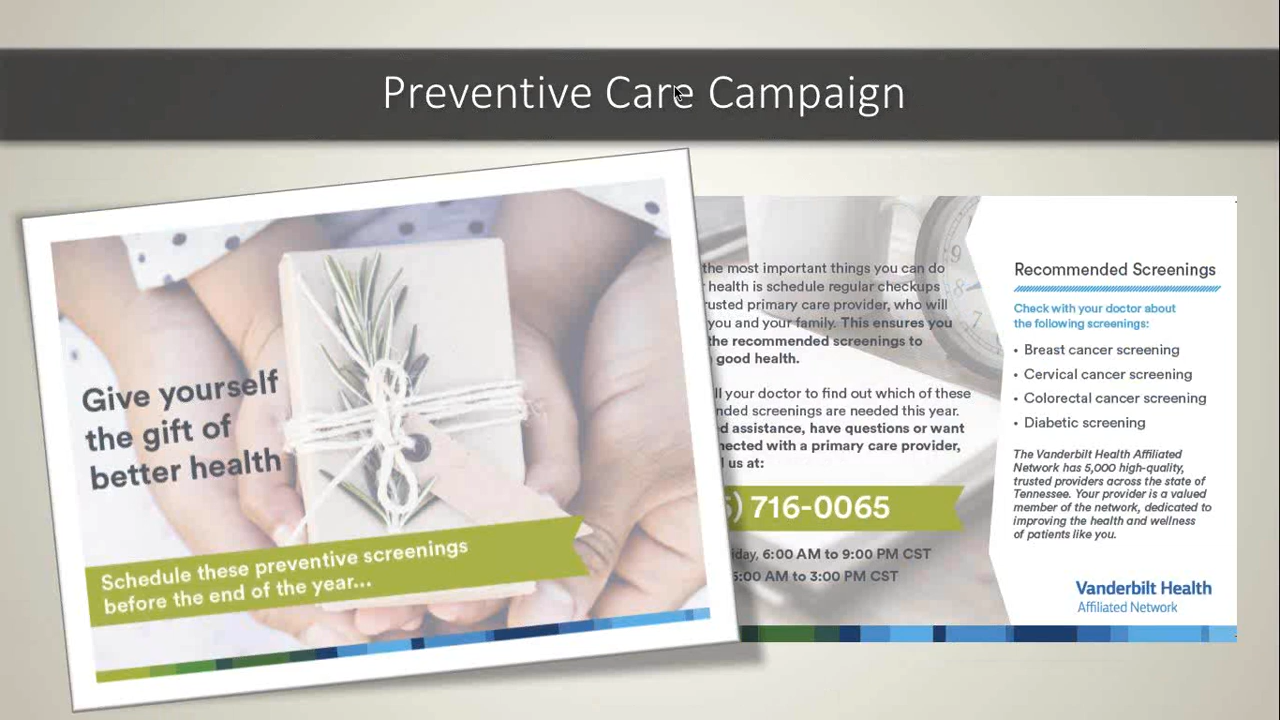 Preventive Care Campaign
Give yourself
the gift of
better health
Schedule these preventive screenings
before the end of the year...
the most important things you can do
health is schedule regular checkups
primary care provider, who will
you and your family. This ensures you
the recommended screenings to
good health.
your doctor to find out which of these
screenings are needed this year.
assistance, have questions or want
with a primary care provider,
us at:
) 716-0065
6:00 AM to 9:00 PM CST
:00 AM to 3:00 PM CST
Recommended Screenings
Check with your doctor about
the following screenings:
• Breast cancer screening
• Cervical cancer screening
• Colorectal cancer screening
• Diabetic screening
The Vanderbilt Health Affiliated
Network has 5,000 high-quality,
trusted providers across the state of
Tennessee. Your provider is a valued
member of the network, dedicated to
improving the health and wellness
of patients like you.
Vanderbilt Health
Affiliated Network